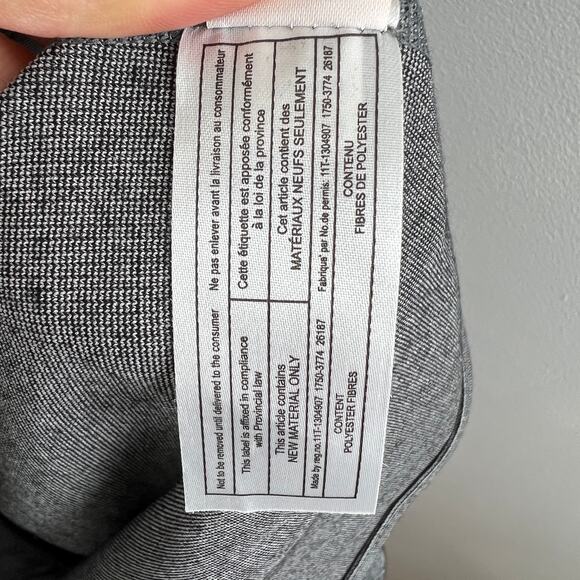 Not to be removed until delivered to the consumer
Ne pas enlever avant la livraison au consommateur
This label is affixed in compliance
with Provincial law
Cette étiquette est apposée conformément
à la loi de la province
This article contains
NEW MATERIAL ONLY
Cet article contient des
MATÉRIAUX NEUFS SEULEMENT
Made by reg.no.11T-1304907 1750-3774 26187
Fabrique' par No.de permis: 11T-1304907 1750-3774 26187
CONTENT
POLYESTER FIBRES
CONTENU
FIBRES DE POLYESTER